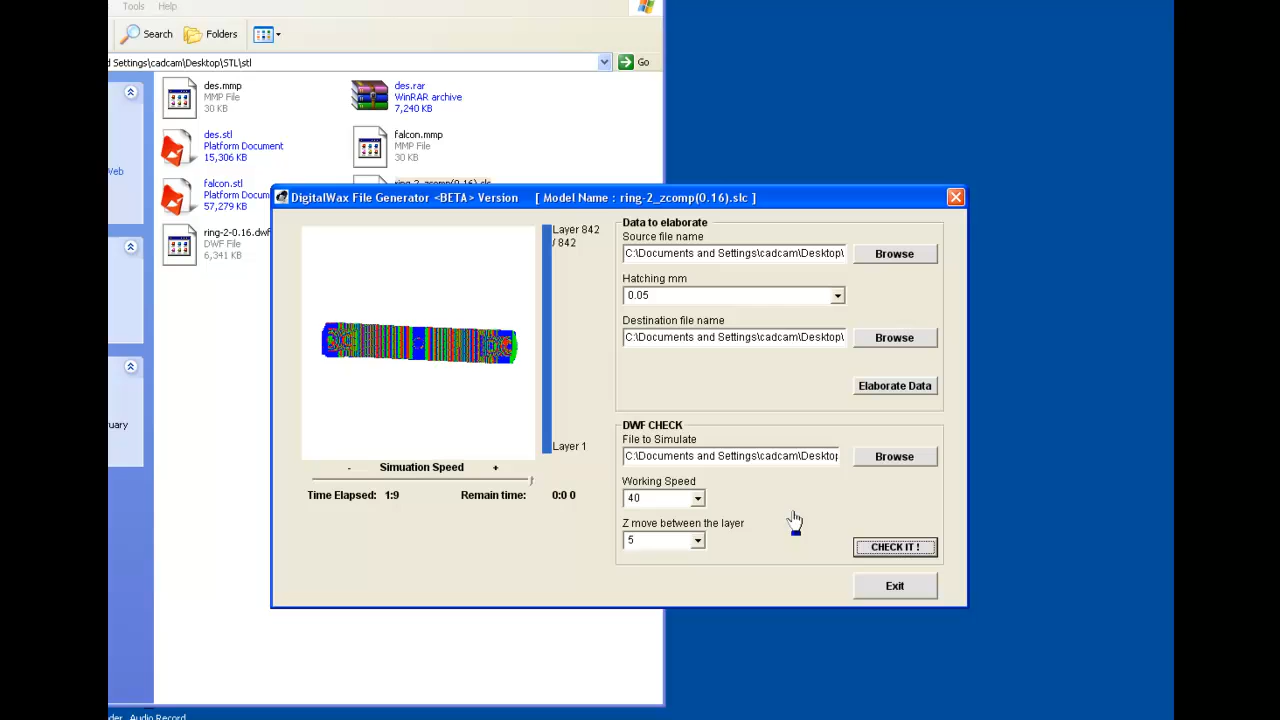 Tools Help
Search Folders
d Settings\cadcam\Desktop\STL\stl Go
des.mmp
MMP File
30 KB
des.rar
WinRAR archive
7,240 KB
des.stl
Platform Document
15,306 KB
falcon.mmp
MMP File
30 KB
Web
falcon.stl
Platform Docum
57,279 KB
ring-2_zcomp(0.16).slc
ring-2-0.16.dwf
DWF File
6,341 KB
uary
der Audio Record
DigitalWax File Generator <BETA> Version [ Model Name : ring-2_zcomp(0.16).slc ]
Layer 842
/ 842
Layer 1
- Simuation Speed +
Time Elapsed: 1:9 Remain time: 0:0 0
Data to elaborate
Source file name
C:\Documents and Settings\cadcam\Desktop\ Browse
Hatching mm
0.05
Destination file name
C:\Documents and Settings\cadcam\Desktop\ Browse
Elaborate Data
DWF CHECK
File to Simulate
C:\Documents and Settings\cadcam\Desktop Browse
Working Speed
40
Z move between the layer
5
CHECK IT !
Exit